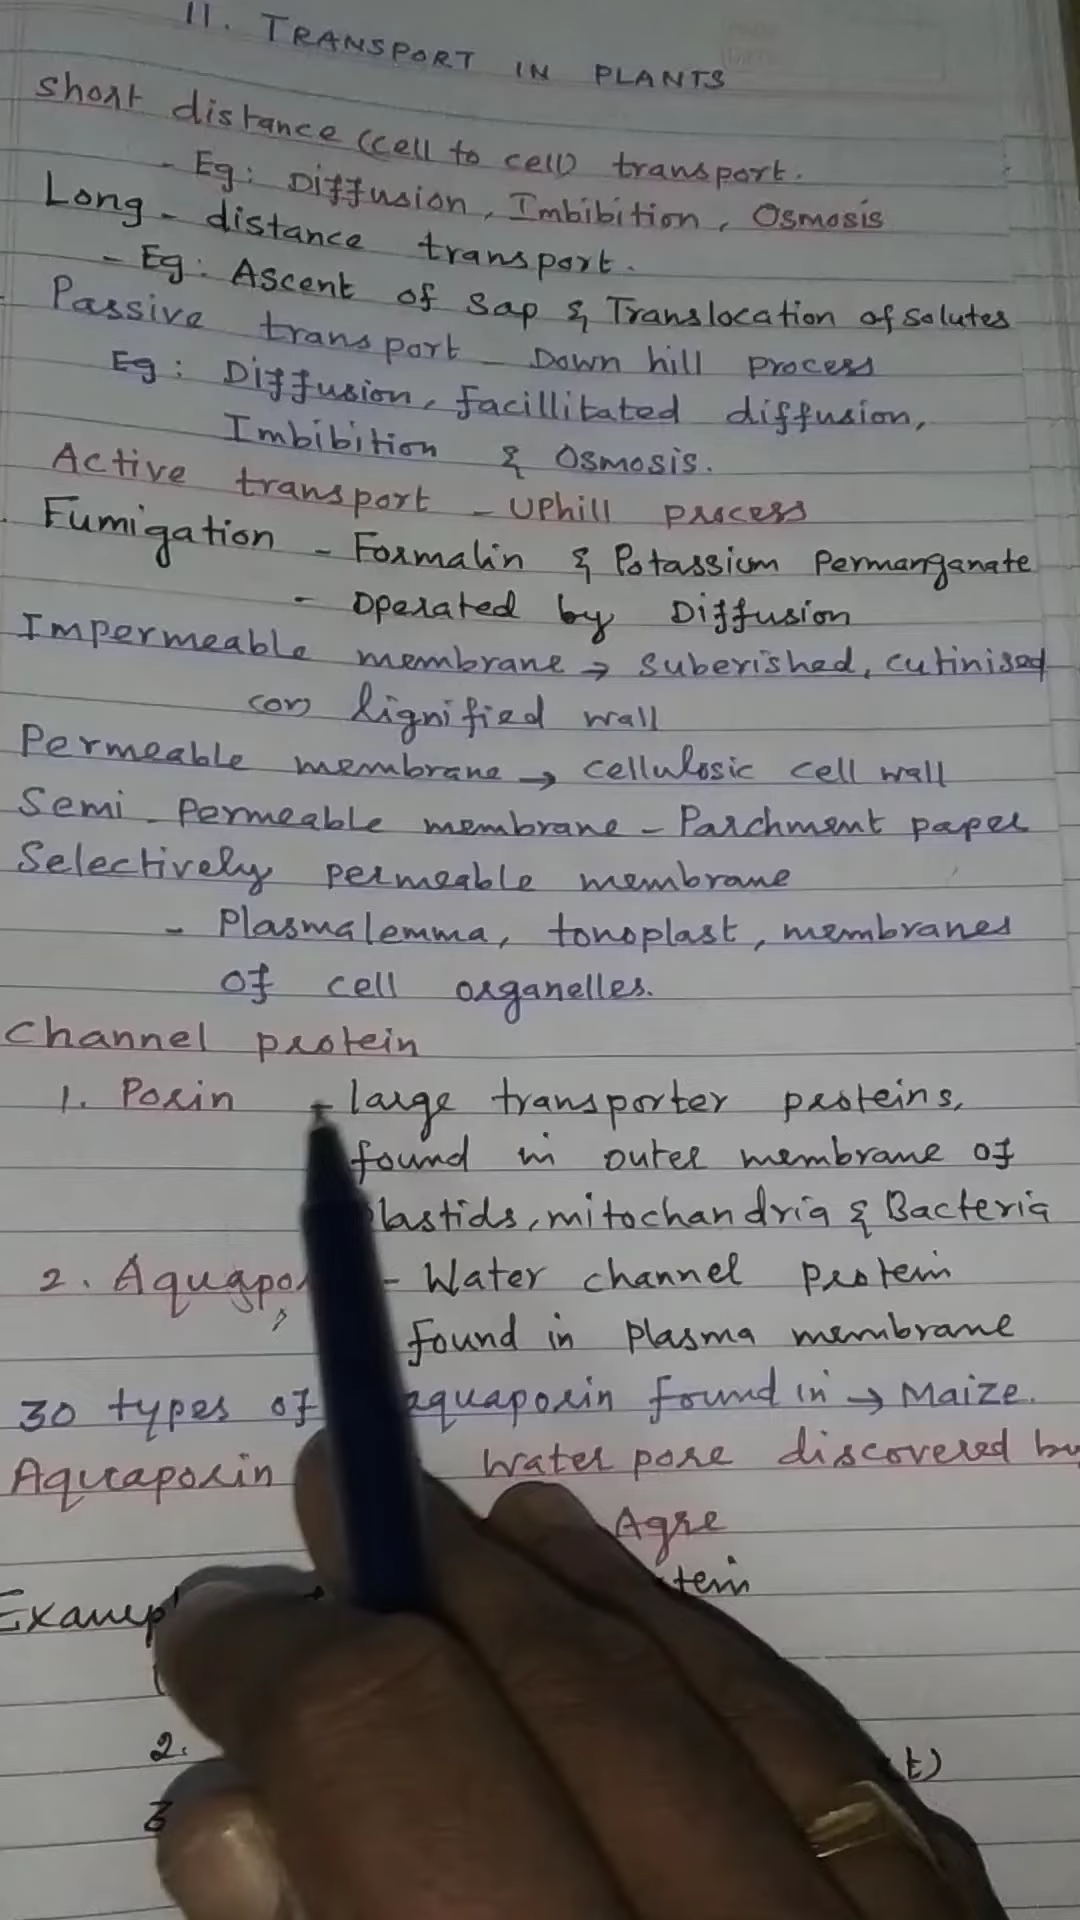 11. TRANSPORT IN PLANTS
Short distance (cell to cell) transport.
- Eg: Diffusion, Imbibition, Osmosis
Long - distance transport.
- Eg: Ascent of sap & Translocation of solutes
Passive transport - Down hill process
Eg: Diffusion, facillitated diffusion,
Imbibition & Osmosis.
Active transport - Uphill process
Fumigation - Formalin & Potassium Permanganate
- Operated by Diffusion
Impermeable membrane → suberished, cutinised
(or) lignified wall
Permeable membrane → cellulosic cell wall
Semi-permeable membrane - Parchment paper
Selectively permeable membrane
- Plasmalemma, tonoplast, membranes
of cell organelles.
Channel protein
1. Porin - large transporter proteins,
found in outer membrane of
lastids, mitochandria & Bacteria
2. - Water channel protein
found in plasma membrane
30 types of aquaporin found in → Maize.
Aquaporin Water pore discovered by
Agre
2.
3